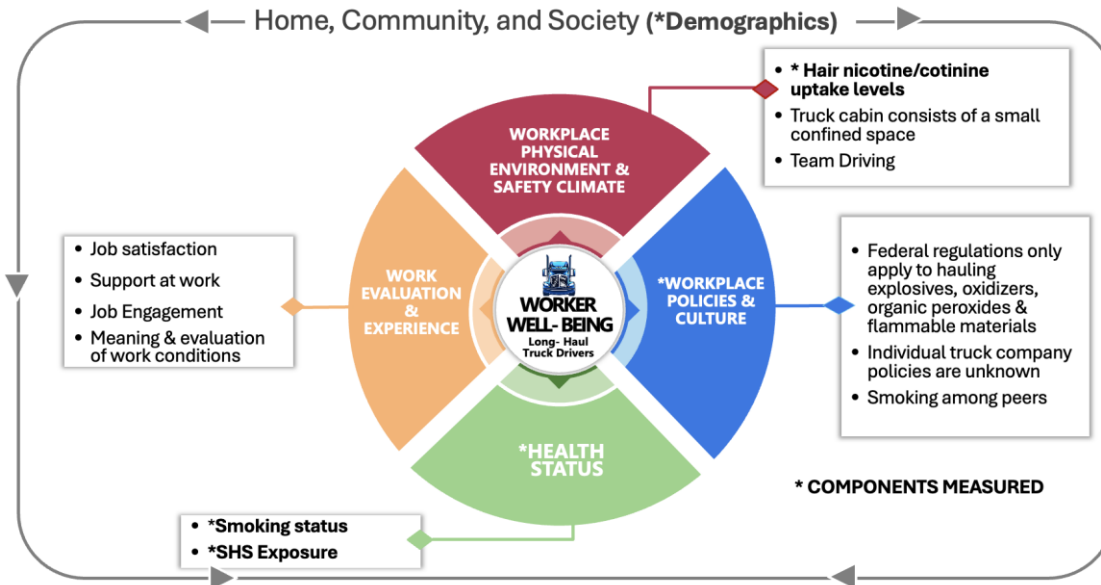 Home, Community, and Society (*Demographics)
• * Hair nicotine/cotinine
uptake levels
• Truck cabin consists of a small
confined space
• Team Driving
WORKPLACE
PHYSICAL
ENVIRONMENT &
SAFETY CLIMATE
• Job satisfaction
• Support at work
• Job Engagement
• Meaning & evaluation
of work conditions
WORK
EVALUATION
&
EXPERIENCE
WORKER
WELL- BEING
Long- Haul
Truck Drivers
*WORKPLACE
POLICIES &
CULTURE
• Federal regulations only
apply to hauling
explosives, oxidizers,
organic peroxides &
flammable materials
• Individual truck company
policies are unknown
• Smoking among peers
*HEALTH
STATUS
* COMPONENTS MEASURED
• *Smoking status
• *SHS Exposure